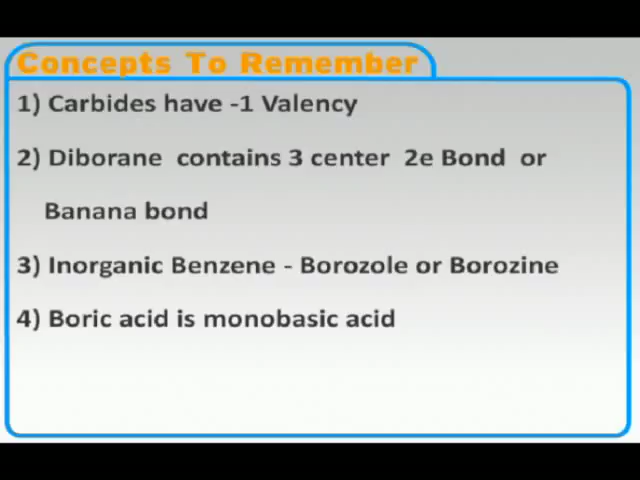 Concepts To Remember
1) Carbides have -1 Valency
2) Diborane contains 3 center 2e Bond or
Banana bond
3) Inorganic Benzene - Borozole or Borozine
4) Boric acid is monobasic acid